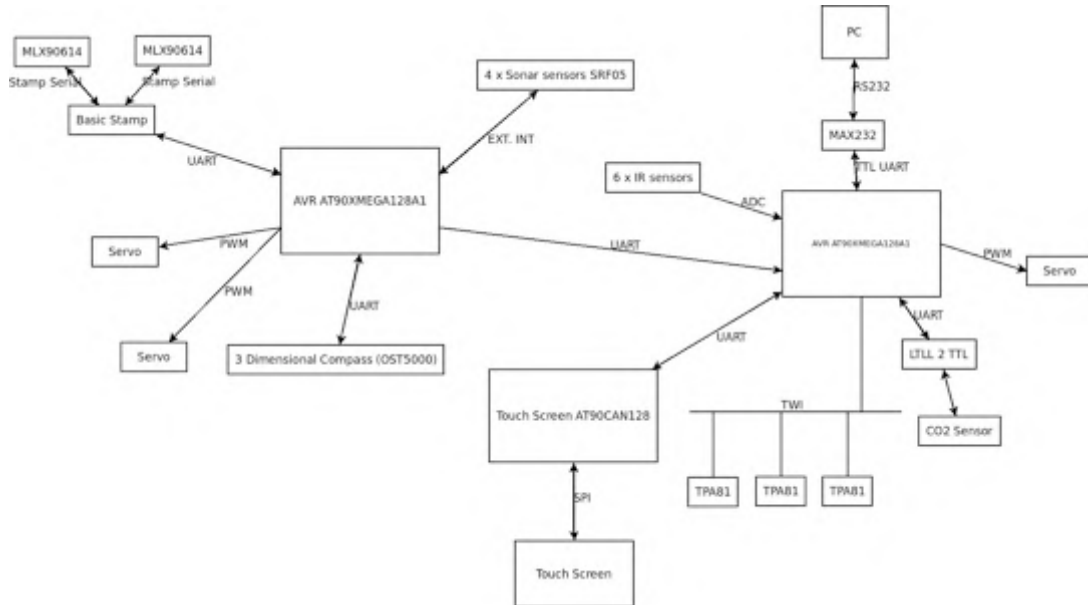 PC
MLX90614
MLX90614
Stamp Serial
Stamp Serial
4 x Sonar sensors SRF05
RS232
Basic Stamp
MAX232
EXT. INT
UART
TTL UART
6 x IR sensors
AVR AT90XMEGA128A1
ADC
AVR AT90XMEGA128A1
UART
PWM
Servo
PWM
Servo
PWM
UART
UART
Servo
3 Dimensional Compass (OST5000)
UART
LTLL 2 TTL
Touch Screen AT90CAN128
TWI
CO2 Sensor
TPA81
TPA81
TPA81
SPI
Touch Screen